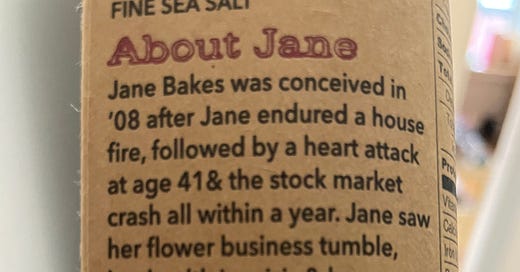 FINE SEA SALT
About Jane
Jane Bakes was conceived in
'08 after Jane endured a house
fire, followed by a heart attack
at age 41& the stock market
crash all within a year. Jane saw
her flower business tumble,